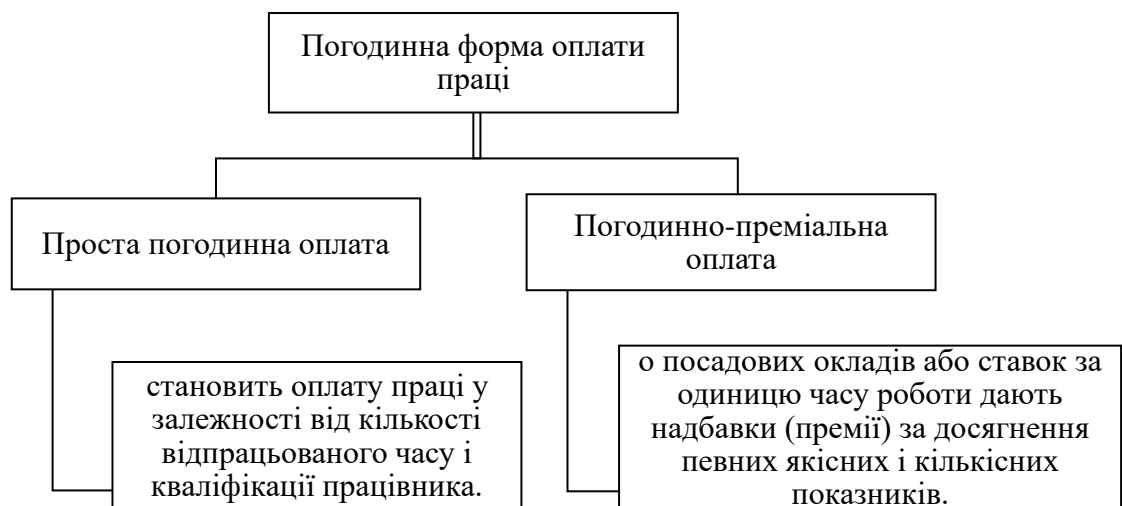 Погодинна форма оплати
праці
Проста погодинна оплата
Погодинно-преміальна
оплата
становить оплату праці у
залежності від кількості
відпрацьованого часу і
кваліфікації працівника.
о посадових окладів або ставок за
одиницю часу роботи дають
надбавки (премії) за досягнення
певних якісних і кількісних
показників.